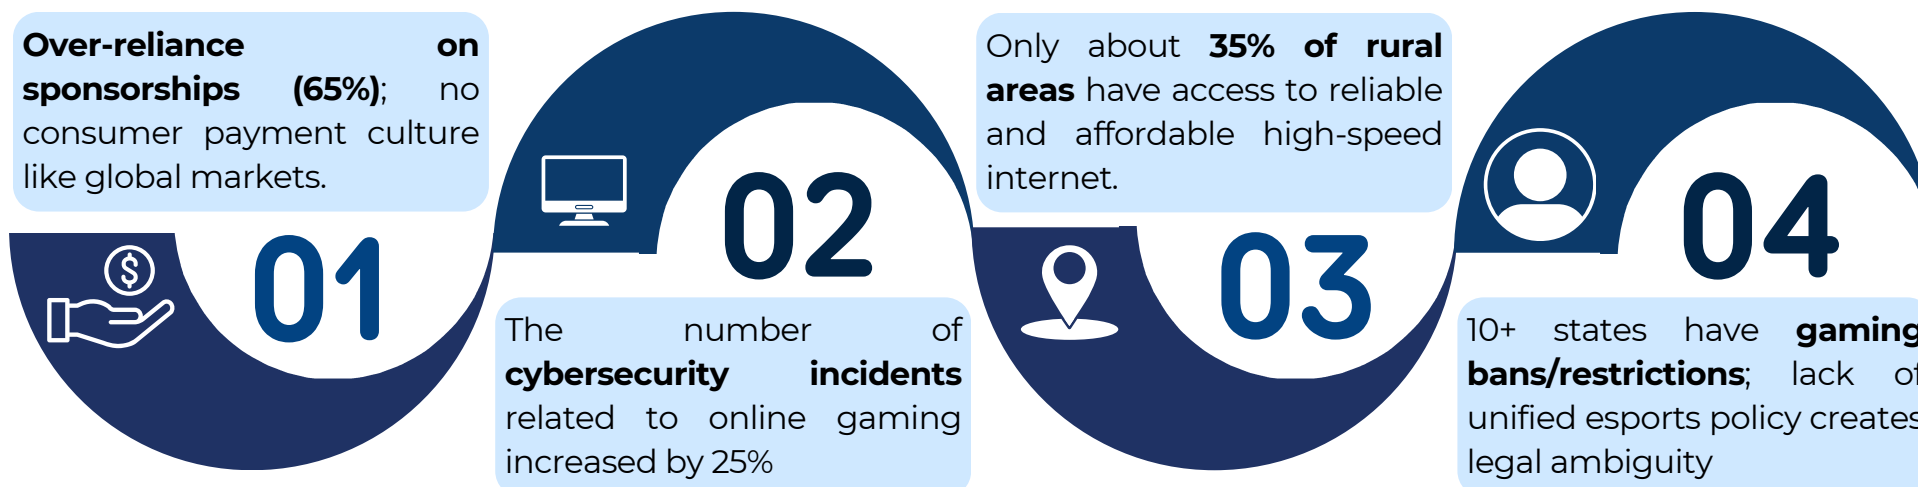 Over-reliance on
sponsorships (65%); no
consumer payment culture
like global markets.
01
02
The number of
cybersecurity incidents
related to online gaming
increased by 25%
Only about 35% of rural
areas have access to reliable
and affordable high-speed
internet.
03
04
10+ states have gaming
bans/restrictions; lack of
unified esports policy creates
legal ambiguity